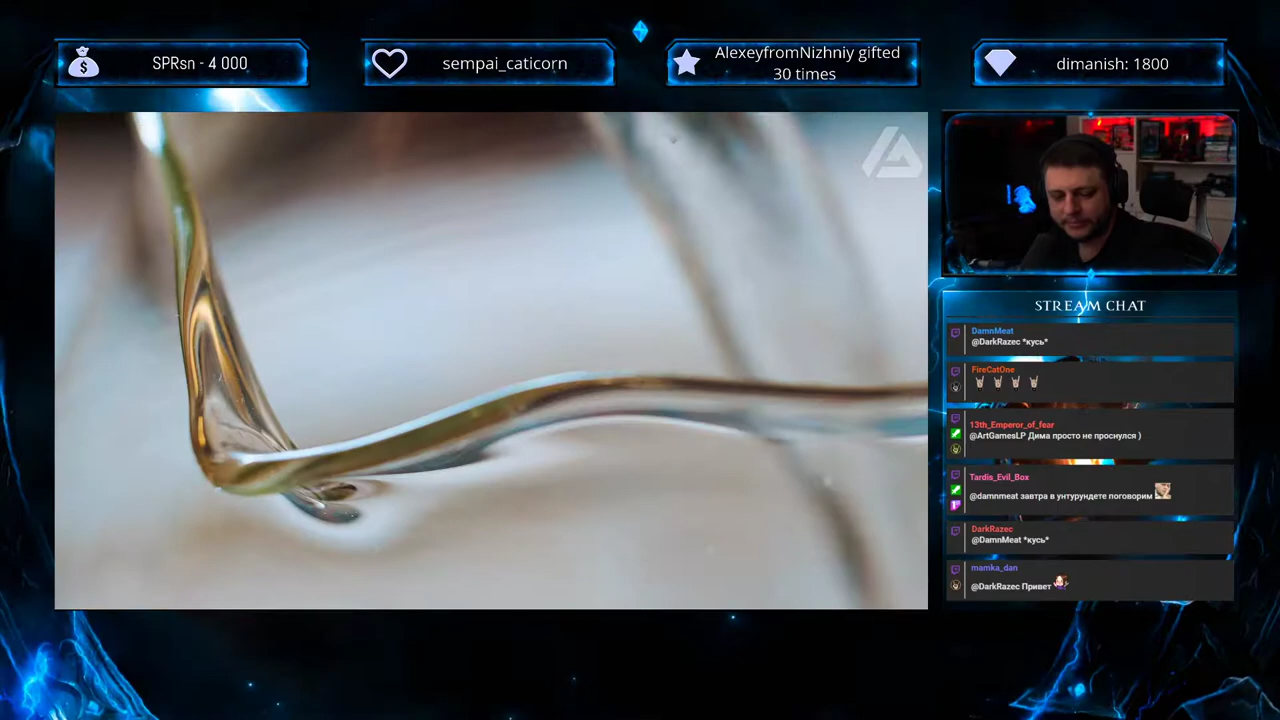 SPRsn - 4 000
sempai_caticorn
AlexeyfromNizhniy gifted
30 times
dimanish: 1800
STREAM CHAT
DamnMeat
@DarkRazec *кусь*
FireCatOne
13th_Emperor_of_fear
@ArtGamesLP Дима просто не проснулся )
Tardis_Evil_Box
@damnmeat завтра в унтурундете поговорим
DarkRazec
@DamnMeat *кусь*
mamka_dan
@DarkRazec Привет